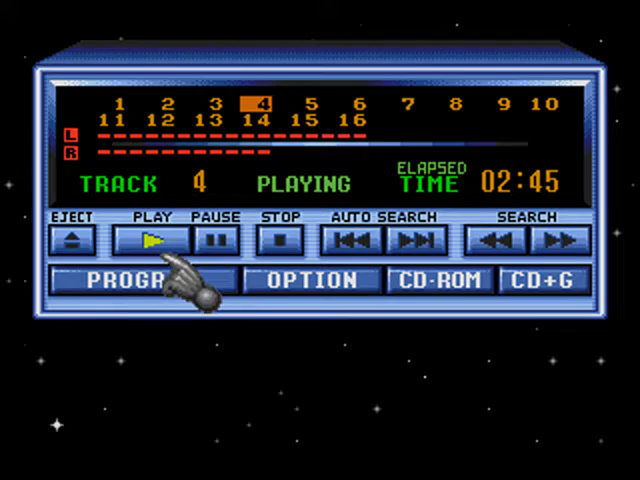 1 2 3 4 5 6 7 8 9 10
11 12 13 14 15 16
L
R
ELAPSED
TRACK 4 PLAYING TIME 02:45
EJECT PLAY PAUSE STOP AUTO SEARCH SEARCH
PROGR OPTION CD-ROM CD+G